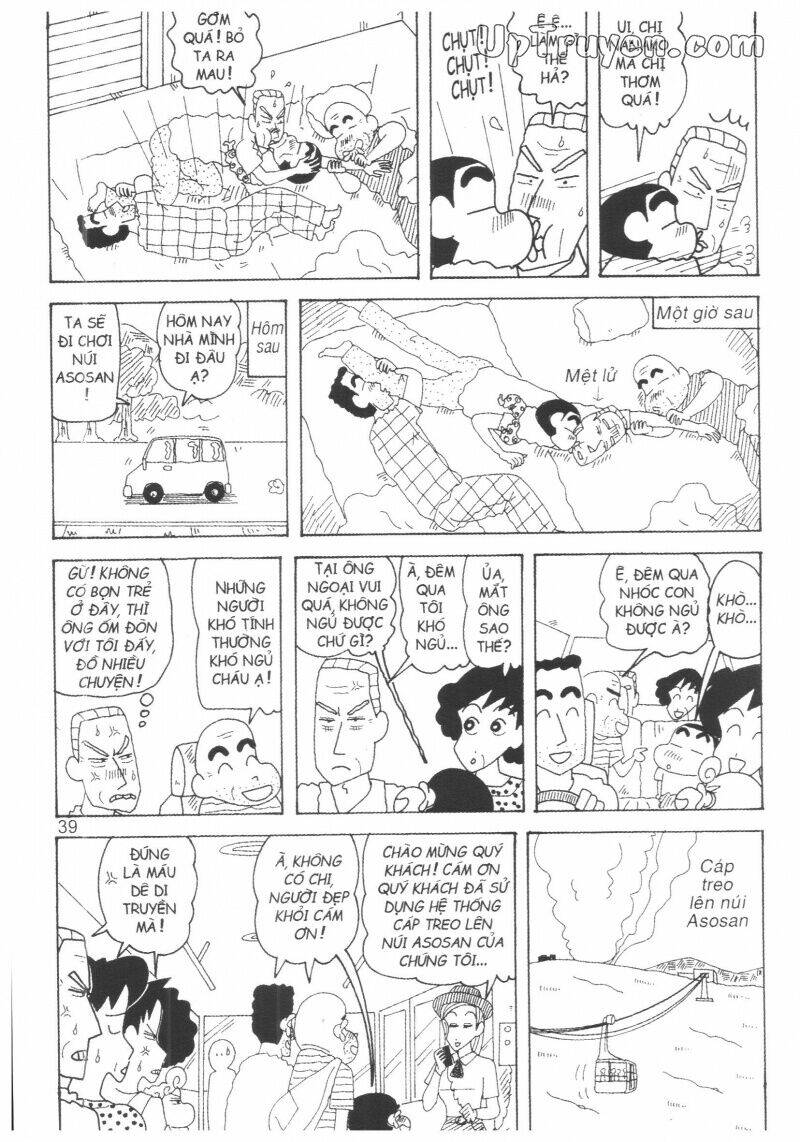 UpTruyen.com
UI, CHỊ
MÀ CHỊ
THƠM
QUÁ!
Ê Ê...
LÀM GÌ
THẾ
HẢ?
CHỤT!
CHỤT!
CHỤT!
GỚM
QUÁ! BỎ
TA RA
MAU!
Một giờ sau
Mệt lử
Hôm
sau
HÔM NAY
NHÀ MÌNH
ĐI ĐÂU
Ạ?
TA SẼ
ĐI CHƠI
NÚI
ASOSAN
!
KHÒ...
KHÒ...
Ê, ĐÊM QUA
NHÓC CON
KHÔNG NGỦ
ĐƯỢC À?
ỦA,
MẮT
ÔNG
SAO
THẾ?
À, ĐÊM
QUA
TÔI
KHÓ
NGỦ...
TẠI ÔNG
NGOẠI VUI
QUÁ, KHÔNG
NGỦ ĐƯỢC
CHỨ GÌ?
NHỮNG
NGƯỜI
KHÓ TÍNH
THƯỜNG
KHÓ NGỦ
CHÁU Ạ!
GỪ! KHÔNG
CÓ BỌN TRẺ
Ở ĐÂY, THÌ
ÔNG ỐM ĐÒN
VỚI TÔI ĐẤY,
ĐỒ NHIỀU
CHUYỆN!
39
Cáp
treo
lên núi
Asosan
CHÀO MỪNG QUÝ
KHÁCH! CÁM ƠN
QUÝ KHÁCH ĐÃ SỬ
DỤNG HỆ THỐNG
CÁP TREO LÊN
NÚI ASOSAN CỦA
CHÚNG TÔI...
À, KHÔNG
CÓ CHI,
NGƯỜI ĐẸP
KHỎI CÁM
ƠN!
ĐÚNG
LÀ MÁU
DÊ DI
TRUYỀN
MÀ!